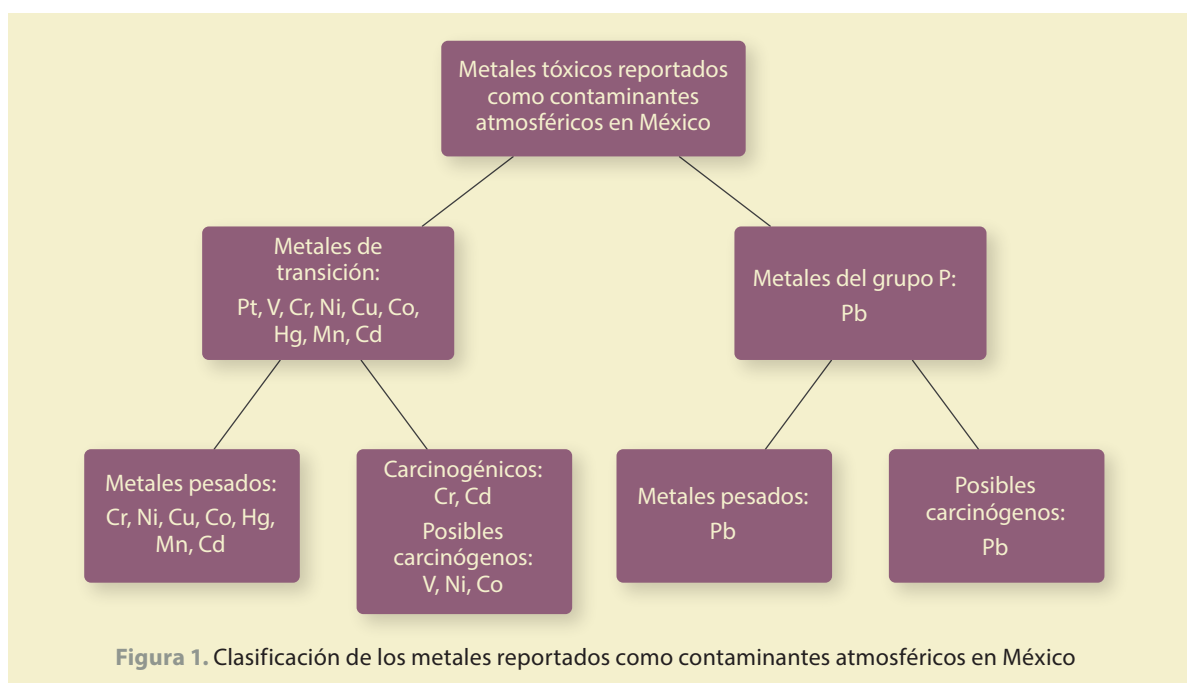 Metales tóxicos reportados
como contaminantes
atmosféricos en México
Metales de
transición:
Pt, V, Cr, Ni, Cu, Co,
Hg, Mn, Cd
Metales del grupo P:
Pb
Metales pesados:
Cr, Ni, Cu, Co, Hg,
Mn, Cd
Carcinogénicos:
Cr, Cd
Posibles
carcinógenos:
V, Ni, Co
Metales pesados:
Pb
Posibles
carcinógenos:
Pb
Figura 1. Clasificación de los metales reportados como contaminantes atmosféricos en México